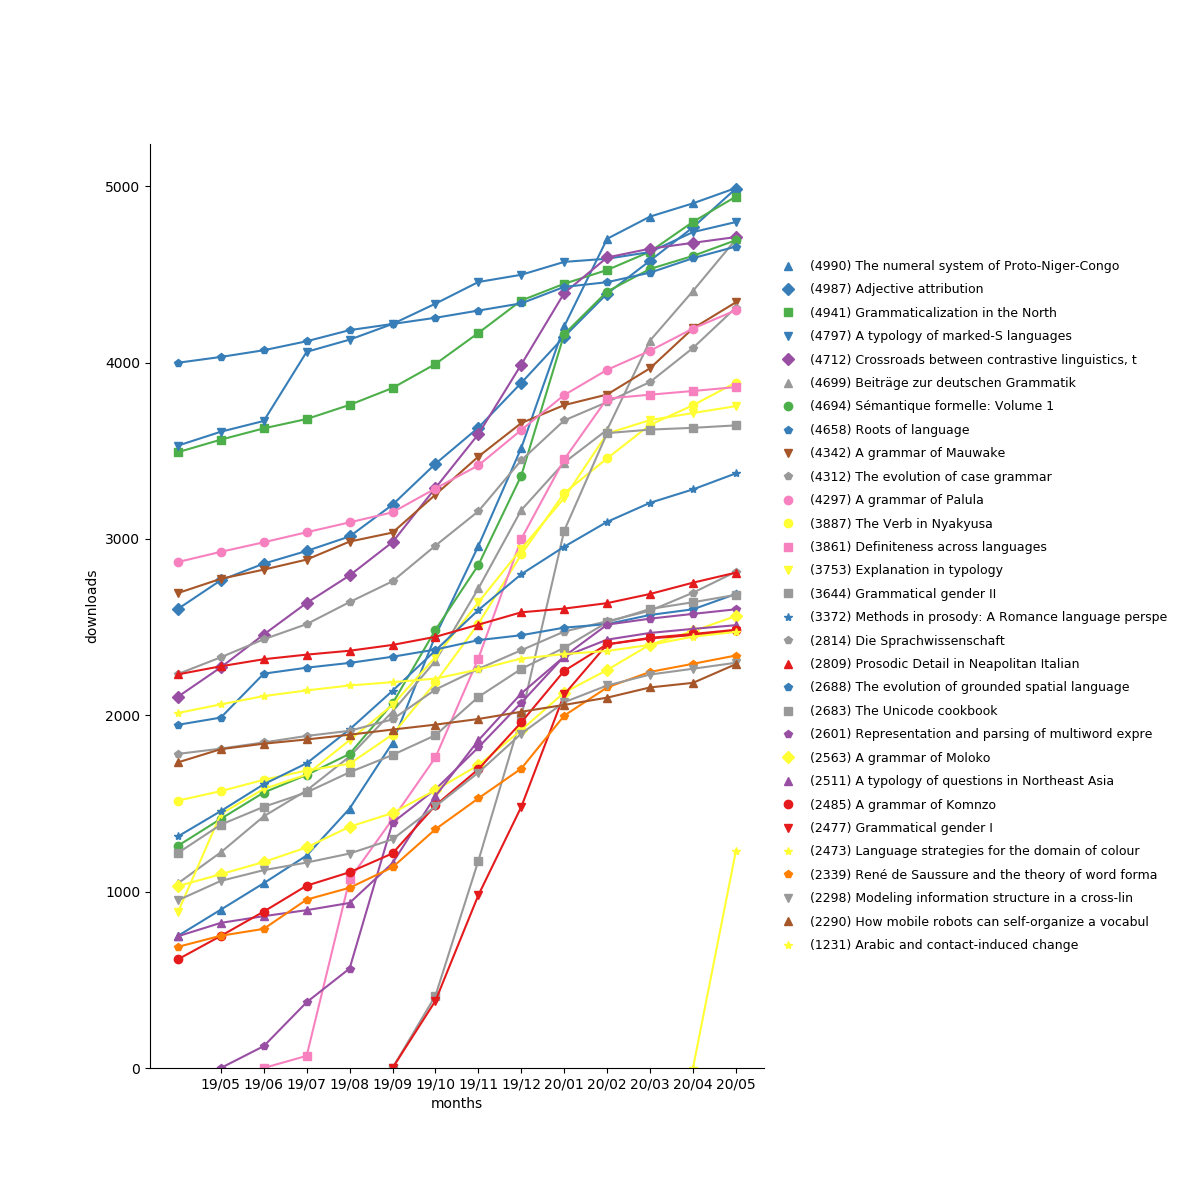 5000
4000
3000
2000
1000
0
downloads
19/05 19/06 19/07 19/08 19/09 19/10 19/11 19/12 20/01 20/02 20/03 20/04 20/05
months
(4990) The numeral system of Proto-Niger-Congo
(4987) Adjective attribution
(4941) Grammaticalization in the North
(4797) A typology of marked-S languages
(4712) Crossroads between contrastive linguistics, t
(4699) Beiträge zur deutschen Grammatik
(4694) Sémantique formelle: Volume 1
(4658) Roots of language
(4342) A grammar of Mauwake
(4312) The evolution of case grammar
(4297) A grammar of Palula
(3887) The Verb in Nyakyusa
(3861) Definiteness across languages
(3753) Explanation in typology
(3644) Grammatical gender II
(3372) Methods in prosody: A Romance language perspe
(2814) Die Sprachwissenschaft
(2809) Prosodic Detail in Neapolitan Italian
(2688) The evolution of grounded spatial language
(2683) The Unicode cookbook
(2601) Representation and parsing of multiword expre
(2563) A grammar of Moloko
(2511) A typology of questions in Northeast Asia
(2485) A grammar of Komnzo
(2477) Grammatical gender I
(2473) Language strategies for the domain of colour
(2339) René de Saussure and the theory of word forma
(2298) Modeling information structure in a cross-lin
(2290) How mobile robots can self-organize a vocabul
(1231) Arabic and contact-induced change